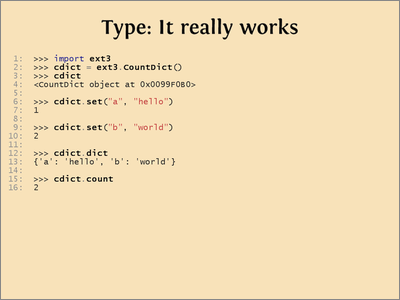 Type: It really works
1: >>> import ext3
2: >>> cdict = ext3.CountDict()
3: >>> cdict
4: <CountDict object at 0x0099F0B0>
5:
6: >>> cdict.set("a", "hello")
7: 1
8:
9: >>> cdict.set("b", "world")
10: 2
11:
12: >>> cdict.dict
13: {'a': 'hello', 'b': 'world'}
14:
15: >>> cdict.count
16: 2